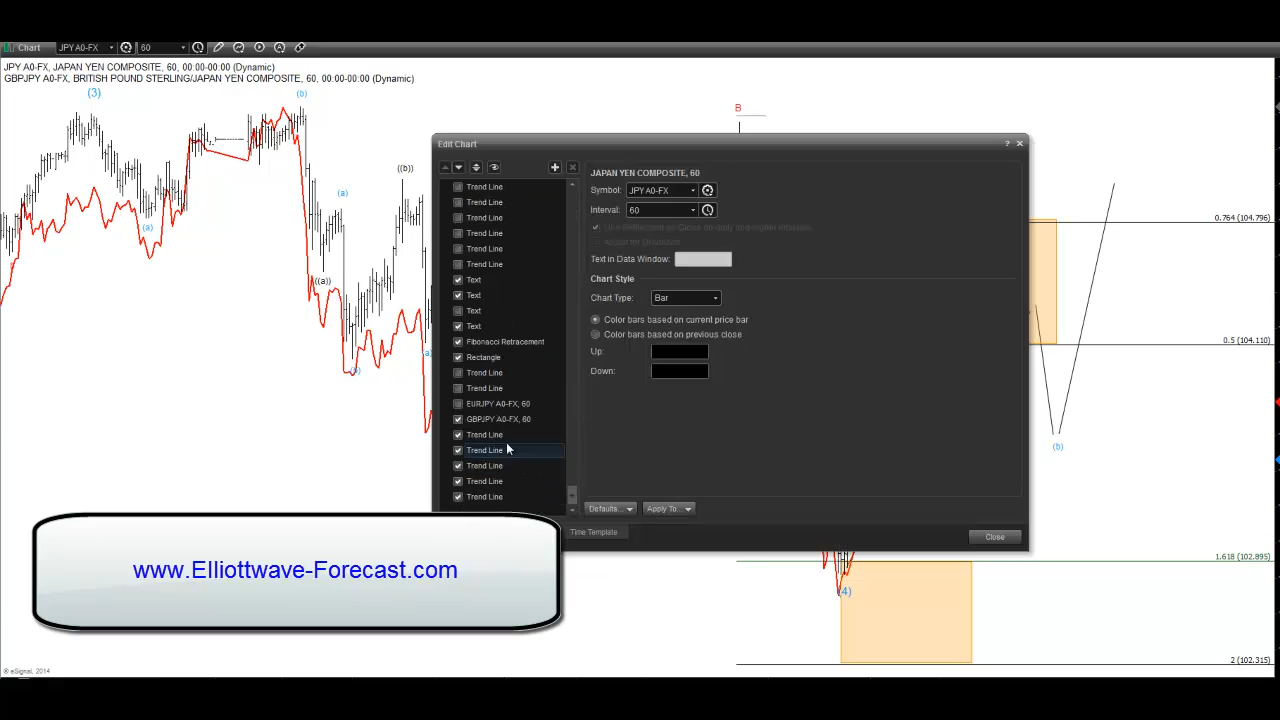 Chart JPY A0-FX 60
JPY A0-FX, JAPAN YEN COMPOSITE, 60, 00:00-00:00 (Dynamic)
GBPJPY A0-FX, BRITISH POUND STERLING/JAPAN YEN COMPOSITE, 60, 00:00-00:00 (Dynamic)
(3)
(b)
B
((b))
(a)
(a)
((a))
(b)
a)
Edit Chart
Trend Line
Trend Line
Trend Line
Trend Line
Trend Line
Trend Line
Text
Text
Text
Text
Fibonacci Retracement
Rectangle
Trend Line
Trend Line
EURJPY A0-FX, 60
GBPJPY A0-FX, 60
Trend Line
Trend Line
Trend Line
Trend Line
Trend Line
JAPAN YEN COMPOSITE, 60
Symbol: JPY A0-FX
Interval: 60
Text in Data Window:
Chart Style
Chart Type: Bar
Color bars based on current price bar
Color bars based on previous close
Up:
Down:
Defaults... Apply To...
Time Template
Close
0.764 (104.796)
0.5 (104.110)
(b)
1.618 (102.895)
(4)
2 (102.315)
www.Elliottwave-Forecast.com
© eSignal, 2014